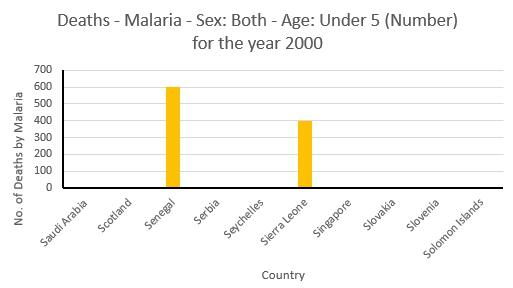 Deaths - Malaria - Sex: Both - Age: Under 5 (Number)
for the year 2000
No. of Deaths by Malaria
700
600
500
400
300
200
100
0
Saudi Arabia
Scotland
Senegal
Serbia
Seychelles
Sierra Leone
Singapore
Slovakia
Slovenia
Solomon Islands
Country